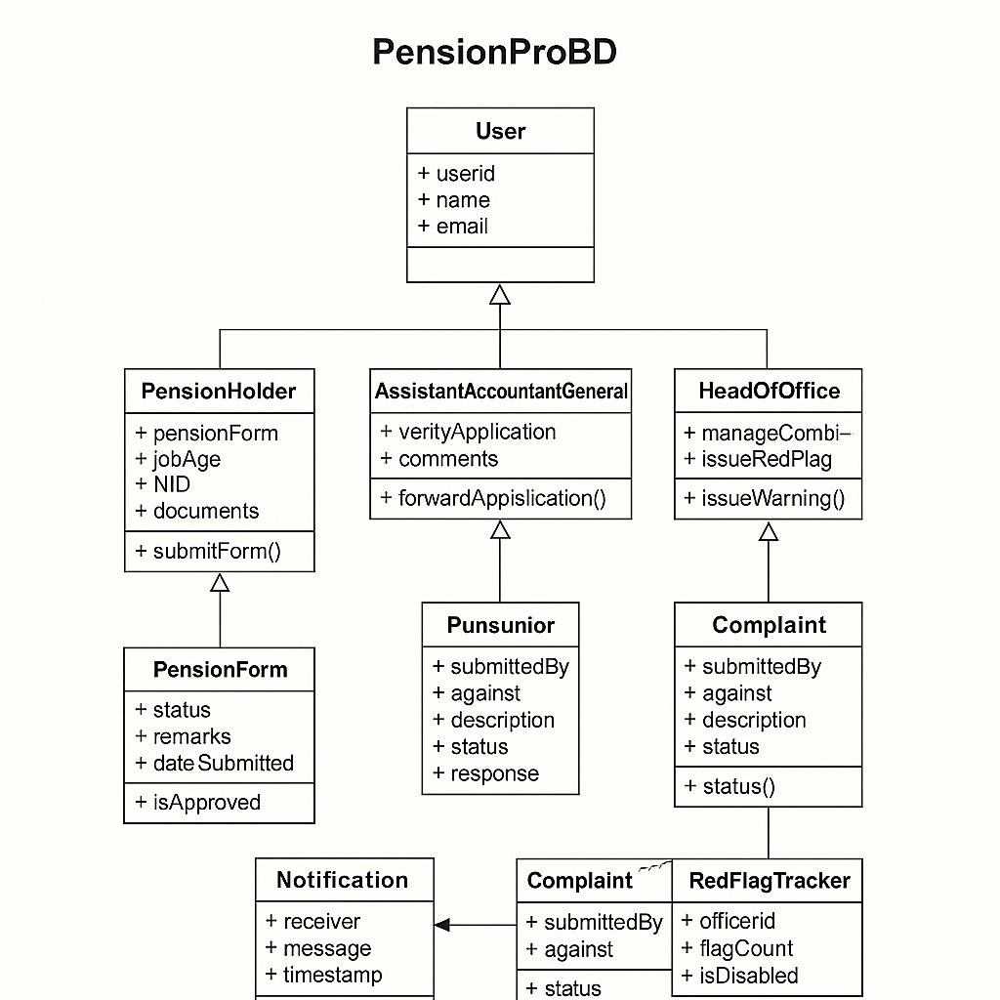 PensionProBD
User
+ userid
+ name
+ email
PensionHolder
+ pensionForm
+ jobAge
+ NID
+ documents
+ submitForm()
AssistantAccountantGeneral
+ verityApplication
+ comments
+ forwardAppislication()
HeadOfOffice
+ manageCombi–
+ issueRedPlag
+ issueWarning()
PensionForm
+ status
+ remarks
+ date Submitted
+ isApproved
Punsunior
+ submittedBy
+ against
+ description
+ status
+ response
Complaint
+ submittedBy
+ against
+ description
+ status
+ status()
Notification
+ receiver
+ message
+ timestamp
Complaint
+ submittedBy
+ against
+ status
RedFlagTracker
+ officerid
+ flagCount
+ isDisabled